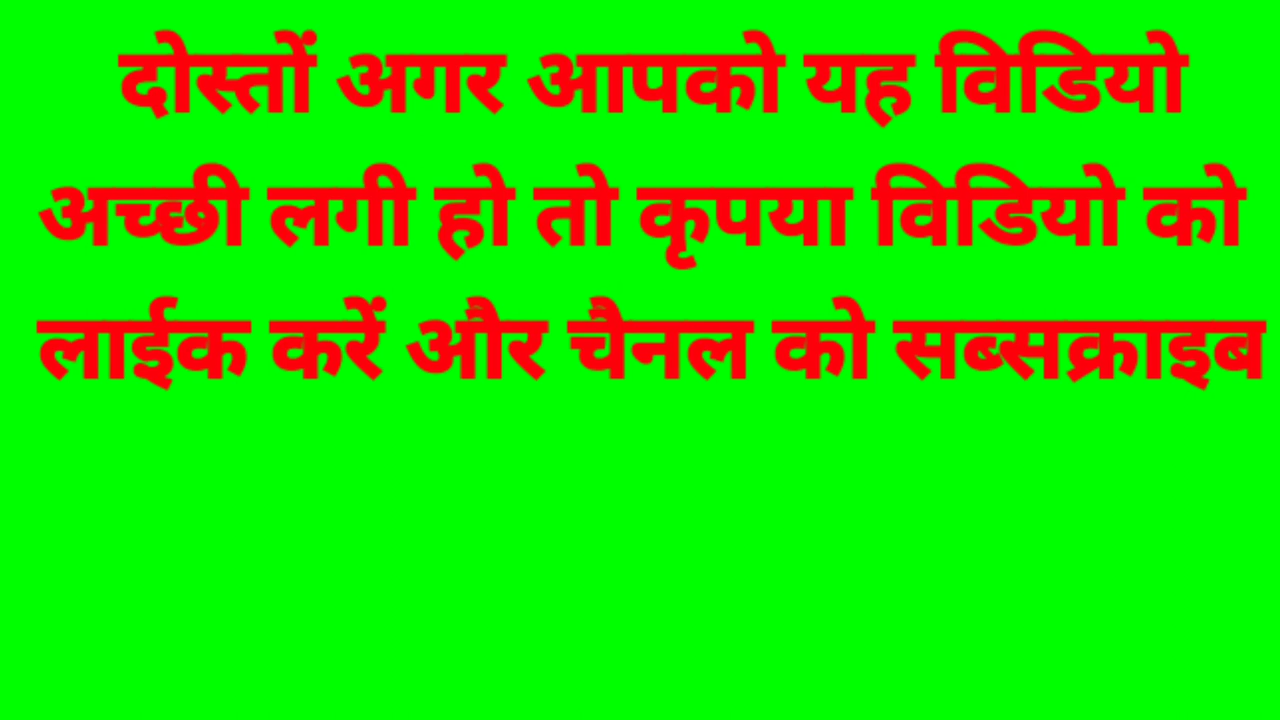 दोस्तों अगर आपको यह विडियो
अच्छी लगी हो तो कृपया विडियो को
लाईक करें और चैनल को सब्सक्राइब